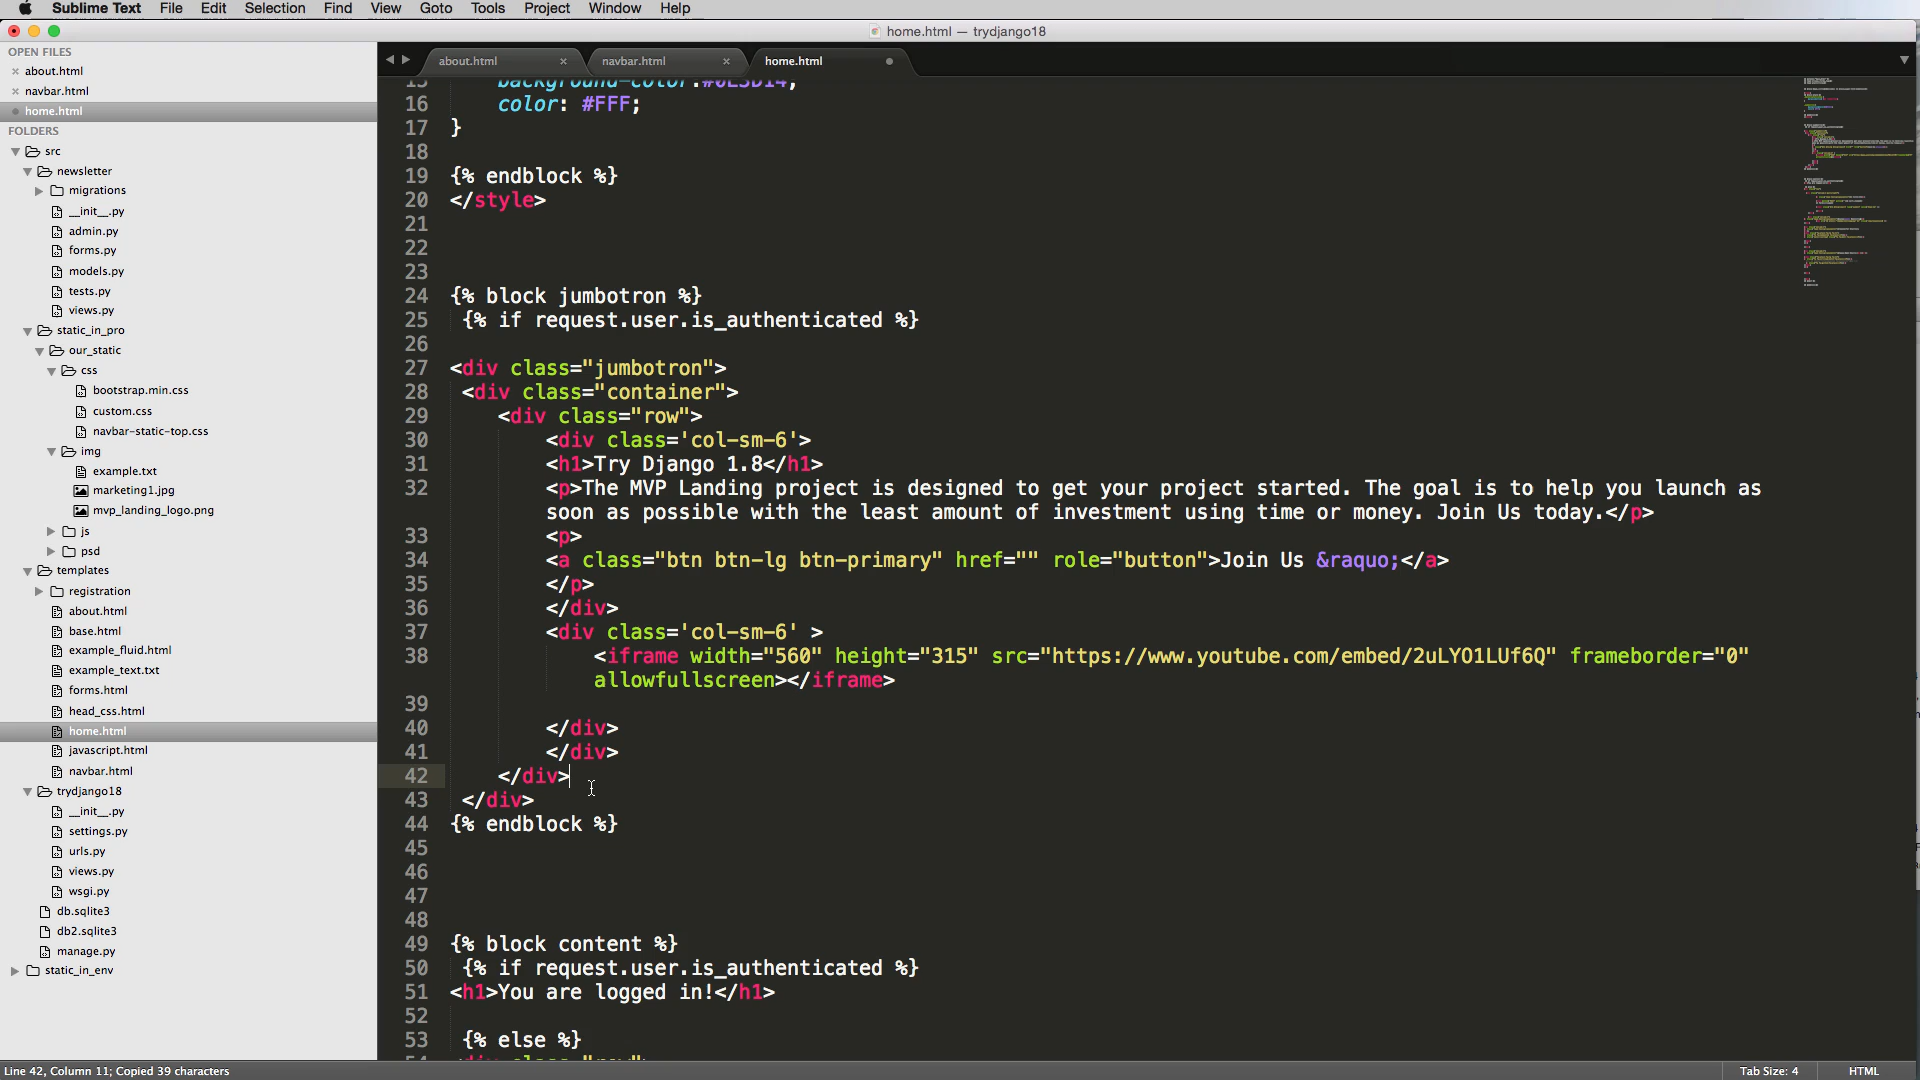 Sublime Text File Edit Selection Find View Goto Tools Project Window Help
home.html — trydjango18
OPEN FILES
× about.html
× navbar.html
home.html
FOLDERS
src
newsletter
migrations
__init__.py
admin.py
forms.py
models.py
tests.py
views.py
static_in_pro
our_static
css
bootstrap.min.css
custom.css
navbar-static-top.css
img
example.txt
marketing1.jpg
mvp_landing_logo.png
js
psd
templates
registration
about.html
base.html
example_fluid.html
example_text.txt
forms.html
head_css.html
home.html
javascript.html
navbar.html
trydjango18
__init__.py
settings.py
urls.py
views.py
wsgi.py
db.sqlite3
db2.sqlite3
manage.py
static_in_env
about.html × navbar.html × home.html
16 color: #FFF;
17 }
18
19 {% endblock %}
20 </style>
21
22
23
24 {% block jumbotron %}
25 {% if request.user.is_authenticated %}
26
27 <div class="jumbotron">
28 <div class="container">
29 <div class="row">
30 <div class='col-sm-6'>
31 <h1>Try Django 1.8</h1>
32 <p>The MVP Landing project is designed to get your project started. The goal is to help you launch as
soon as possible with the least amount of investment using time or money. Join Us today.</p>
33 <p>
34 <a class="btn btn-lg btn-primary" href="" role="button">Join Us &raquo;</a>
35 </p>
36 </div>
37 <div class='col-sm-6' >
38 <iframe width="560" height="315" src="https://www.youtube.com/embed/2uLYO1LUf6Q" frameborder="0"
allowfullscreen></iframe>
39
40 </div>
41 </div>
42 </div>
43 </div>
44 {% endblock %}
45
46
47
48
49 {% block content %}
50 {% if request.user.is_authenticated %}
51 <h1>You are logged in!</h1>
52
53 {% else %}
Line 42, Column 11; Copied 39 characters Tab Size: 4 HTML